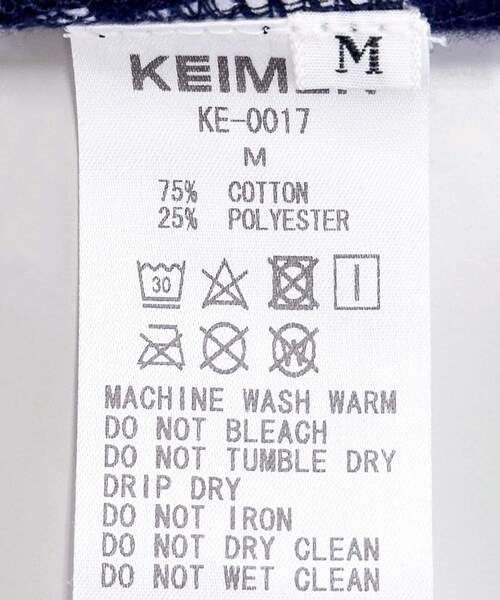 M
KE-0017
M
75% COTTON
25% POLYESTER
30
W
MACHINE WASH WARM
DO NOT BLEACH
DO NOT TUMBLE DRY
DRIP DRY
DO NOT IRON
DO NOT DRY CLEAN
DO NOT WET CLEAN